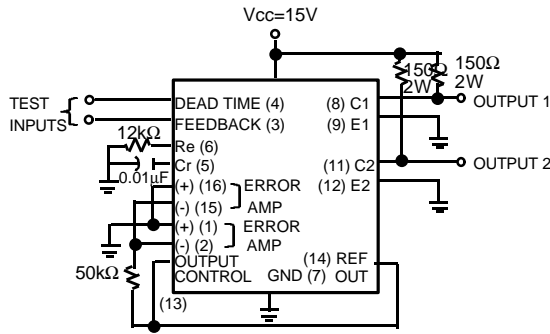 Vcc=15V
150Ω
2W
150Ω
2W
TEST
INPUTS
DEAD TIME (4)
FEEDBACK (3)
(8) C1
(9) E1
OUTPUT 1
12kΩ
Re (6)
Cr (5)
0.01μF
(11) C2
(12) E2
OUTPUT 2
(+) (16)
(-) (15)
ERROR
AMP
(+) (1)
(-) (2)
ERROR
AMP
OUTPUT
CONTROL
(13)
(14) REF
OUT
GND (7)
50kΩ